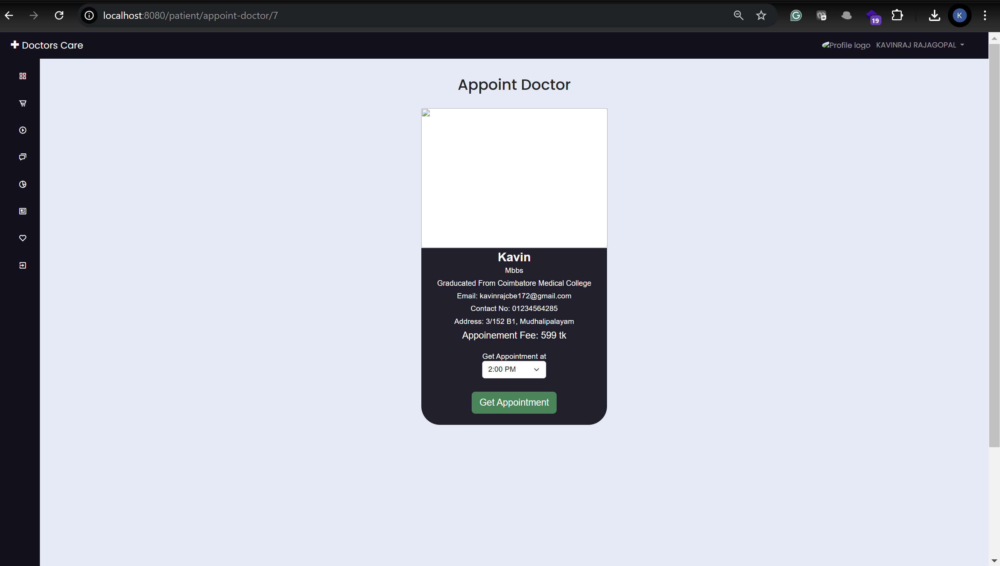 localhost:8080/patient/appoint-doctor/7
19
K
Doctors Care
Profile logo KAVINRAJ RAJAGOPAL
Appoint Doctor
Kavin
Mbbs
Graducated From Coimbatore Medical College
Email: kavinrajcbe172@gmail.com
Contact No: 01234564285
Address: 3/152 B1, Mudhalipalayam
Appoinement Fee: 599 tk
Get Appointment at
2:00 PM
Get Appointment